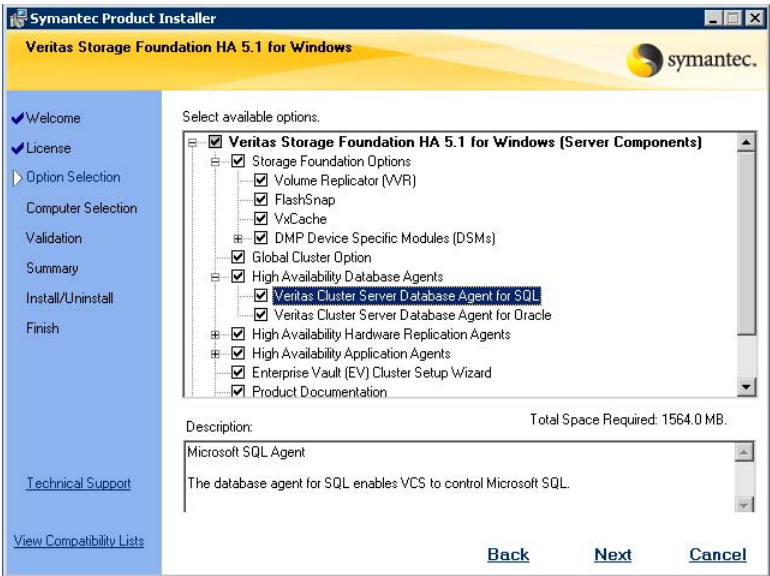 Symantec Product Installer
Veritas Storage Foundation HA 5.1 for Windows
symantec.
Welcome
License
Option Selection
Computer Selection
Validation
Summary
Install/Uninstall
Finish
Technical Support
View Compatibility Lists
Select available options.
Veritas Storage Foundation HA 5.1 for Windows (Server Components)
Storage Foundation Options
Volume Replicator (VVR)
FlashSnap
VxCache
DMP Device Specific Modules (DSMs)
Global Cluster Option
High Availability Database Agents
Veritas Cluster Server Database Agent for SQL
Veritas Cluster Server Database Agent for Oracle
High Availability Hardware Replication Agents
High Availability Application Agents
Enterprise Vault (EV) Cluster Setup Wizard
Product Documentation
Total Space Required: 1564.0 MB.
Description:
Microsoft SQL Agent
The database agent for SQL enables VCS to control Microsoft SQL.
Back Next Cancel